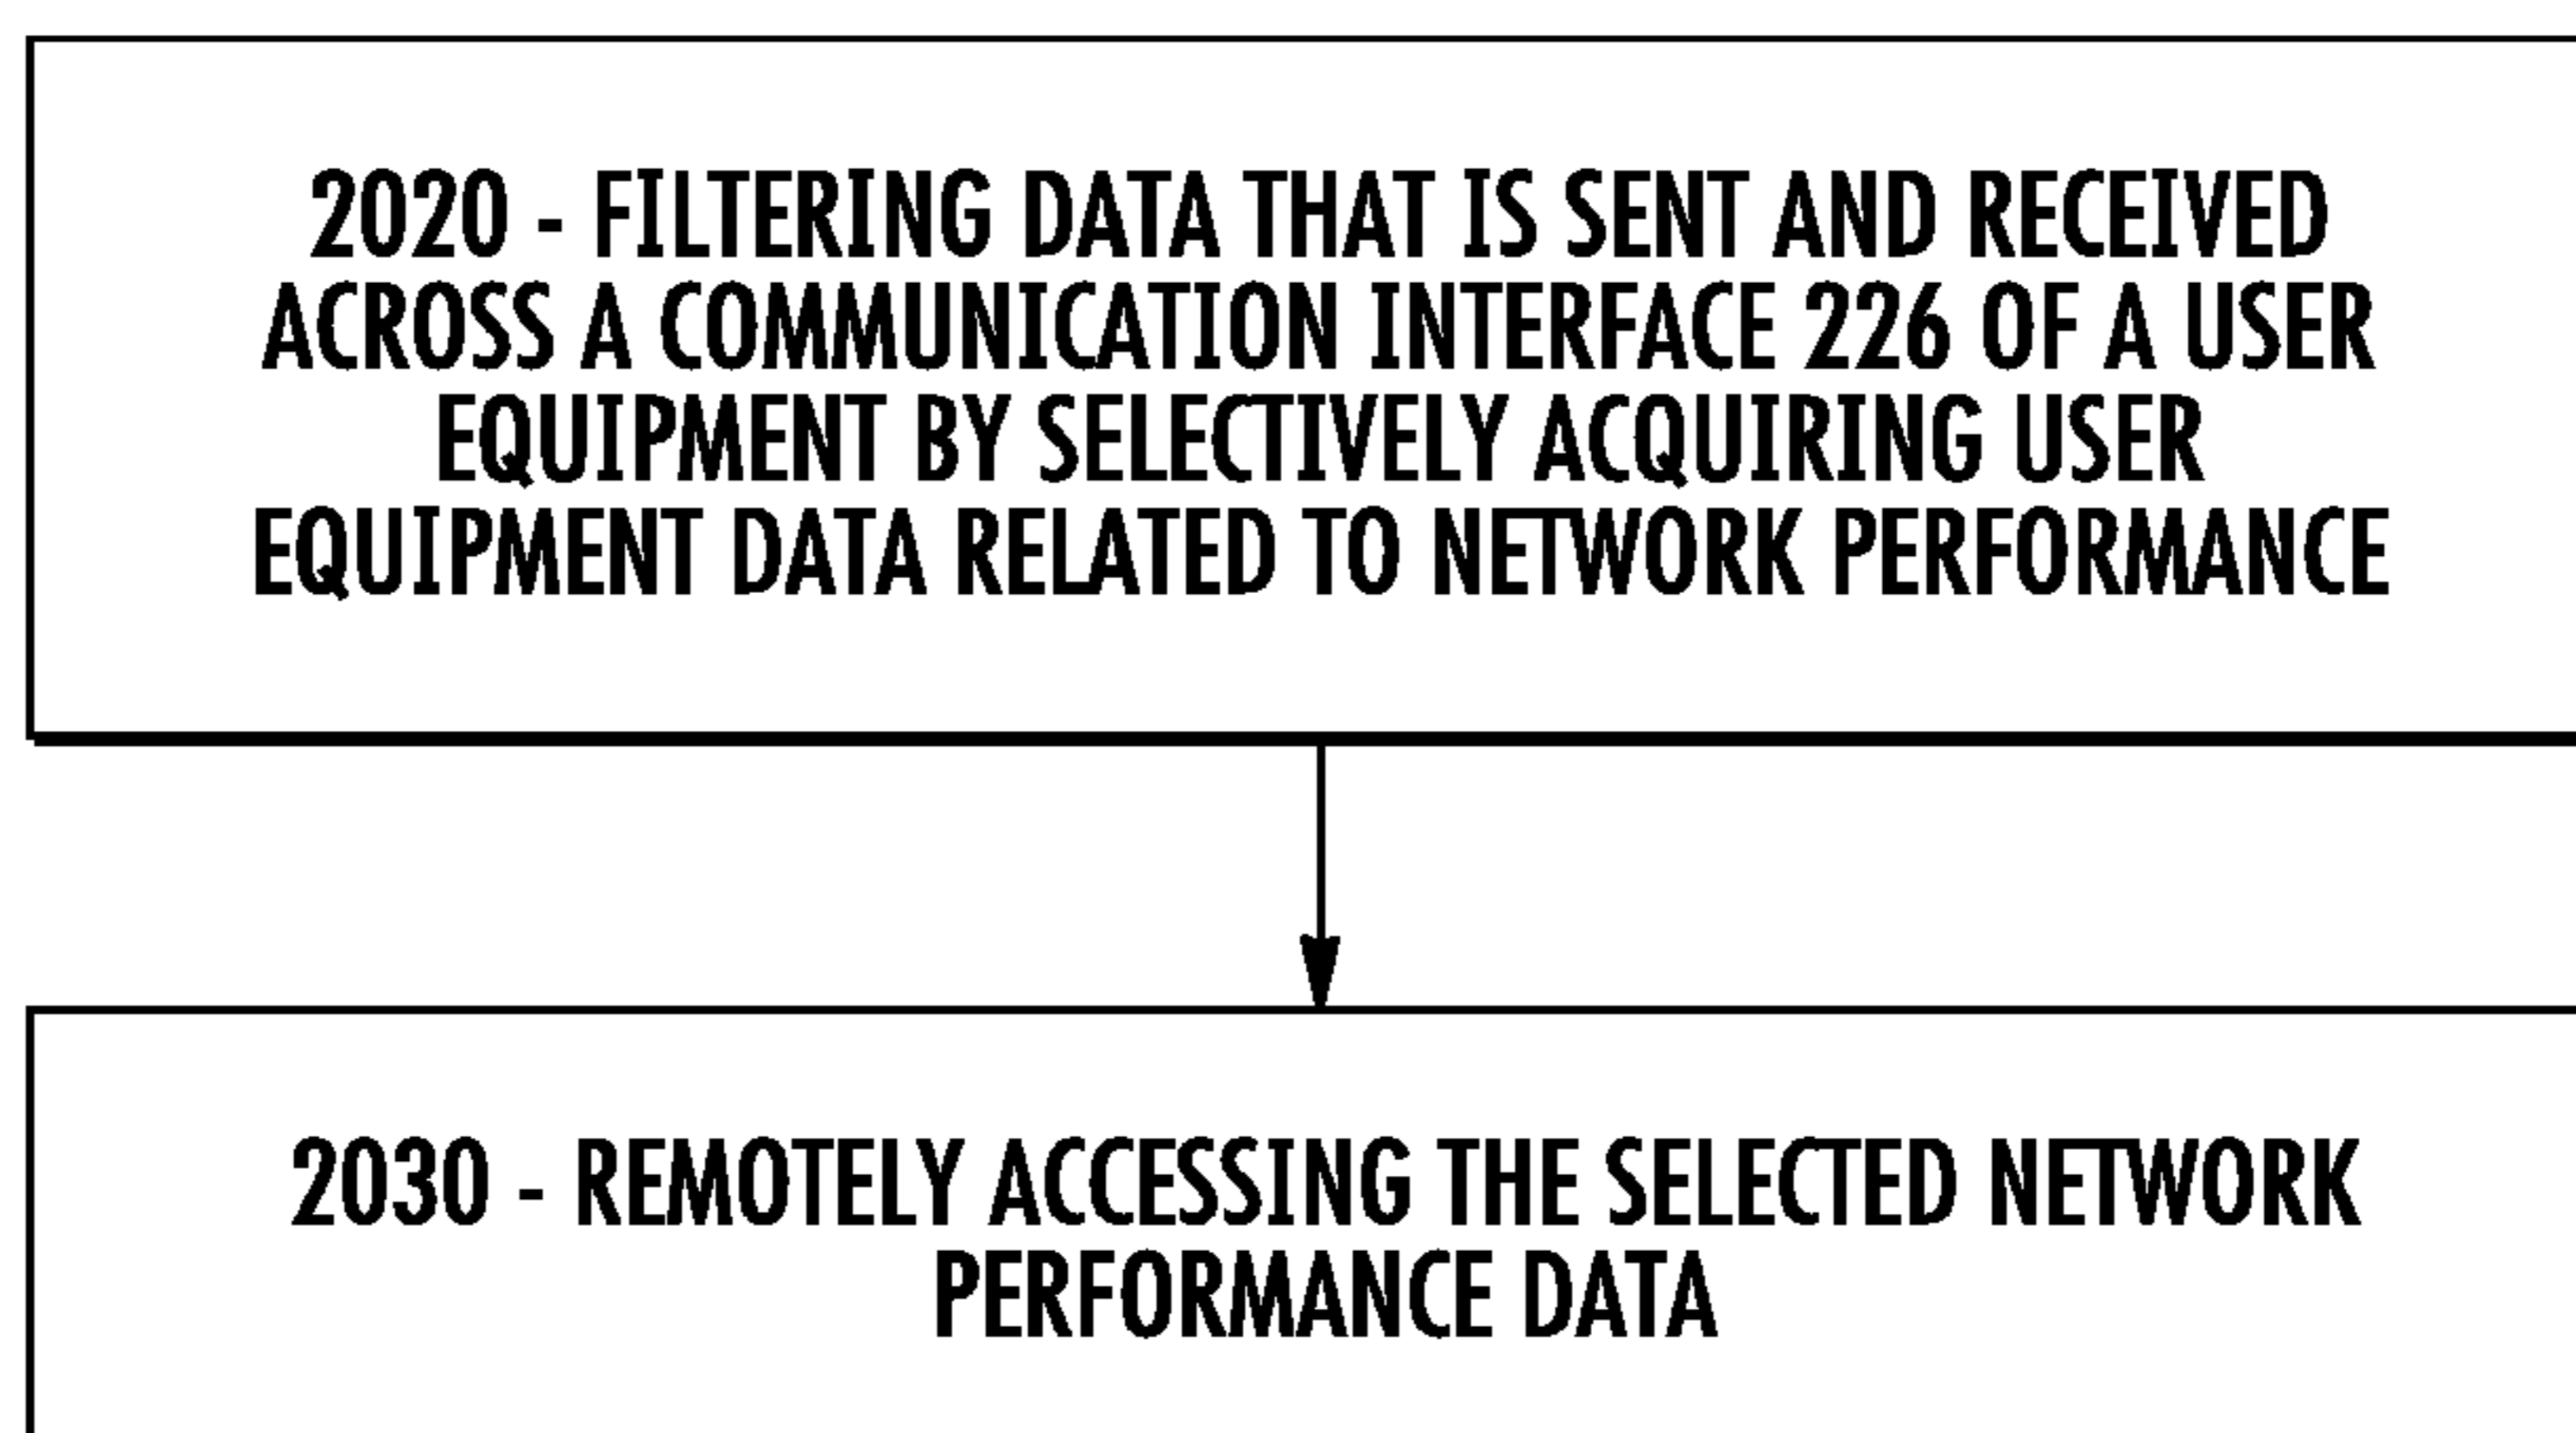 2020 - FILTERING DATA THAT IS SENT AND RECEIVED
ACROSS A COMMUNICATION INTERFACE 226 OF A USER
EQUIPMENT BY SELECTIVELY ACQUIRING USER
EQUIPMENT DATA RELATED TO NETWORK PERFORMANCE
2030 - REMOTELY ACCESSING THE SELECTED NETWORK
PERFORMANCE DATA